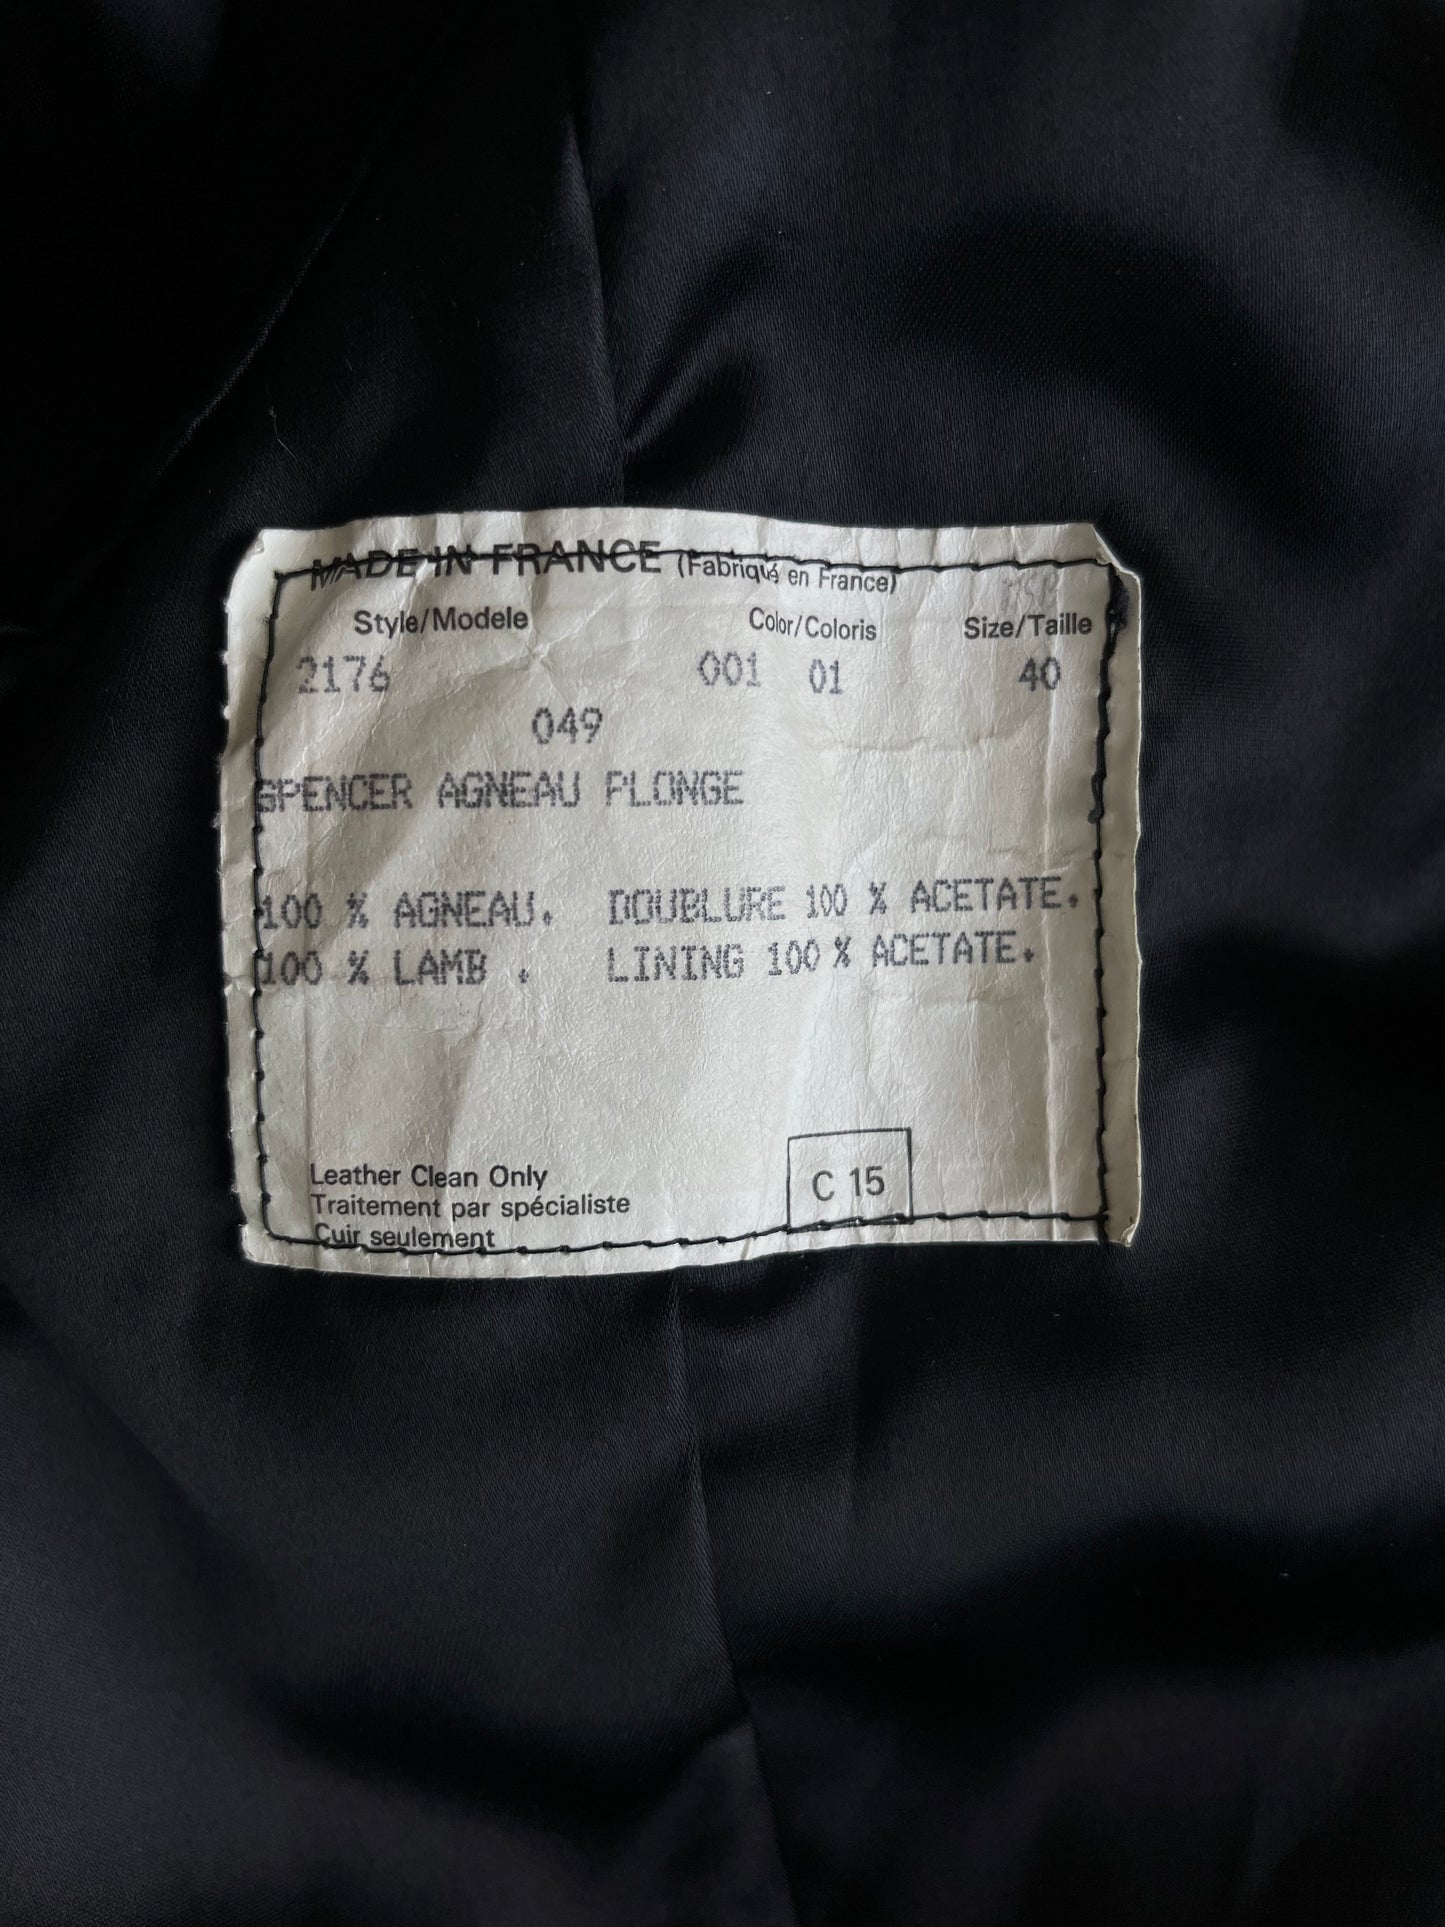 MADE IN FRANCE (Fabriqué en France)
Style/Modele Color/Coloris Size/Taille
2176 001 01 40
049
SPENCER AGNEAU PLONGE
100 % AGNEAU. DOUBLURE 100 % ACETATE.
100 % LAMB . LINING 100 % ACETATE.
Leather Clean Only
Traitement par spécialiste
Cuir seulement
C 15